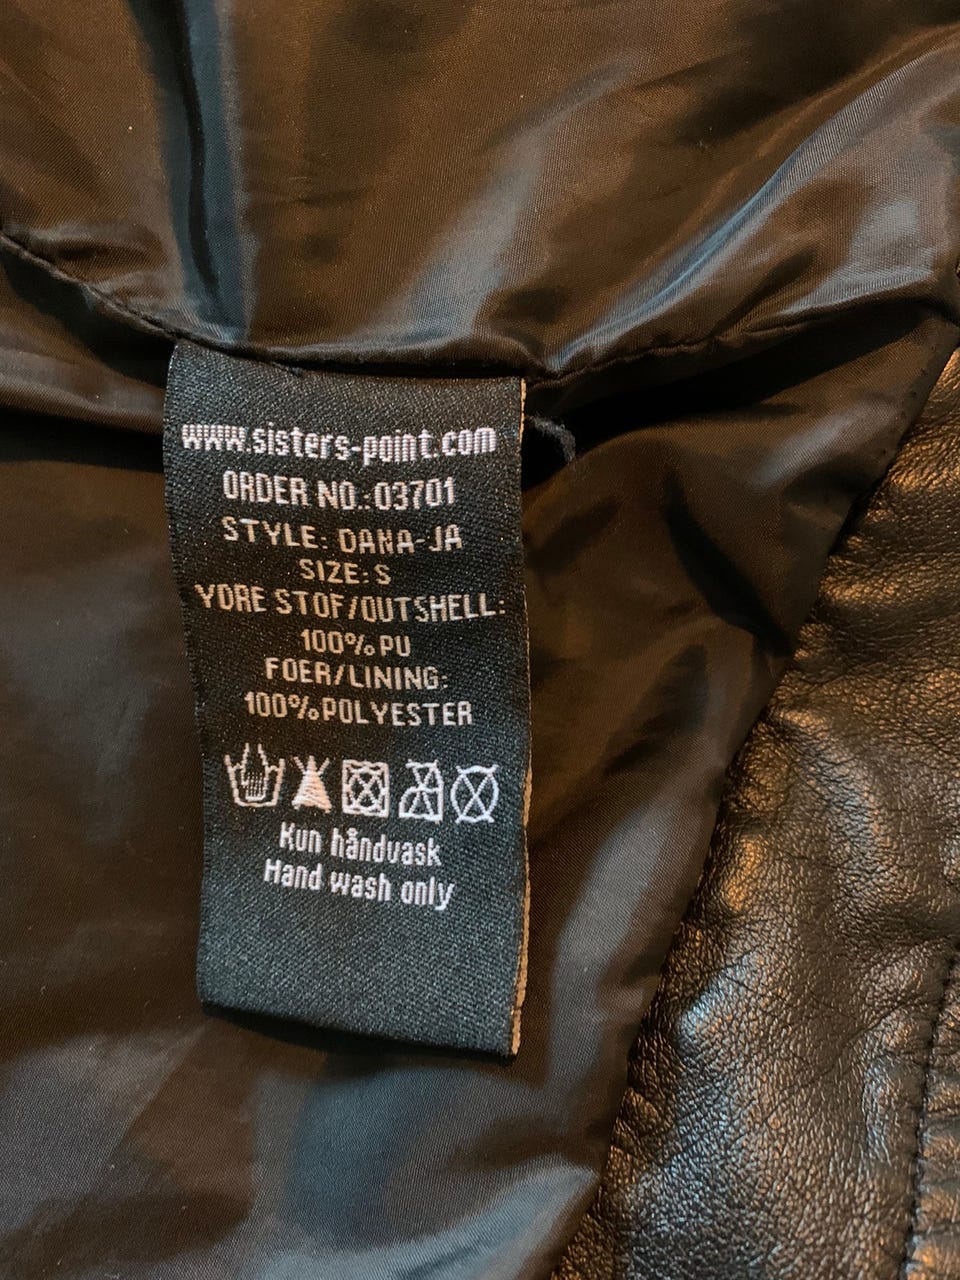 www.sisters-point.com
ORDER NO.:03701
STYLE: DANA-JA
SIZE:S
YDRE STOF/OUTSHELL:
100%PU
FOER/LINING:
100%POLYESTER
Kun håndvask
Hand wash only